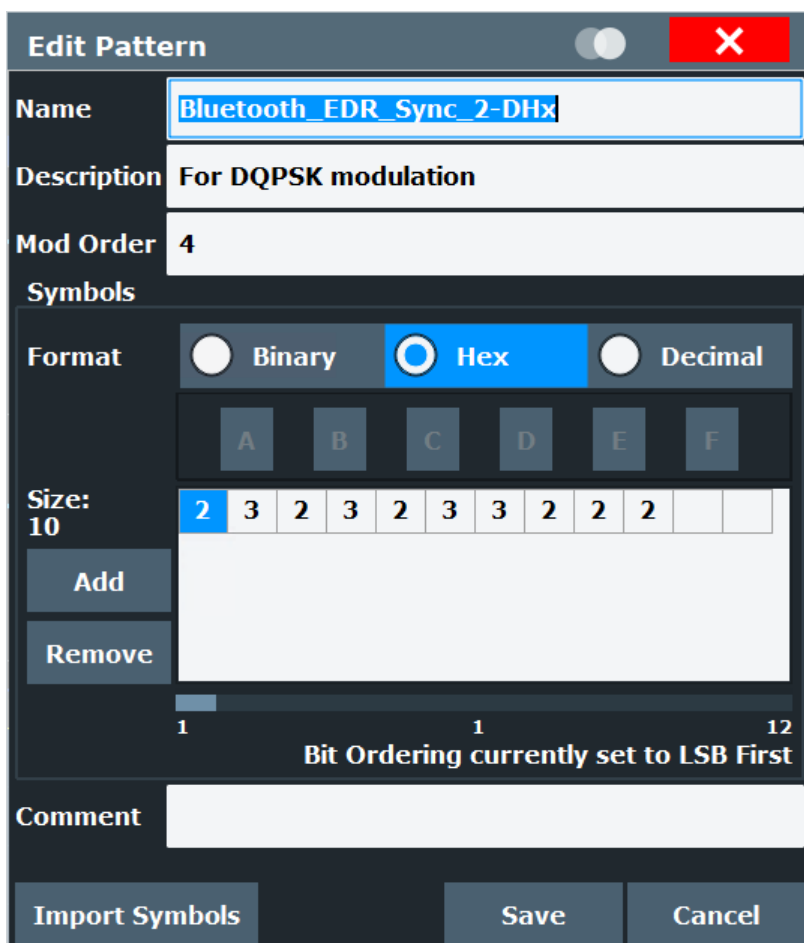 Edit Pattern
Name Bluetooth_EDR_Sync_2-DHx
Description For DQPSK modulation
Mod Order 4
Symbols
Format Binary Hex Decimal
A B C D E F
Size:
10
2 3 2 3 2 3 3 2 2 2
Add
Remove
1 1 12
Bit Ordering currently set to LSB First
Comment
Import Symbols Save Cancel